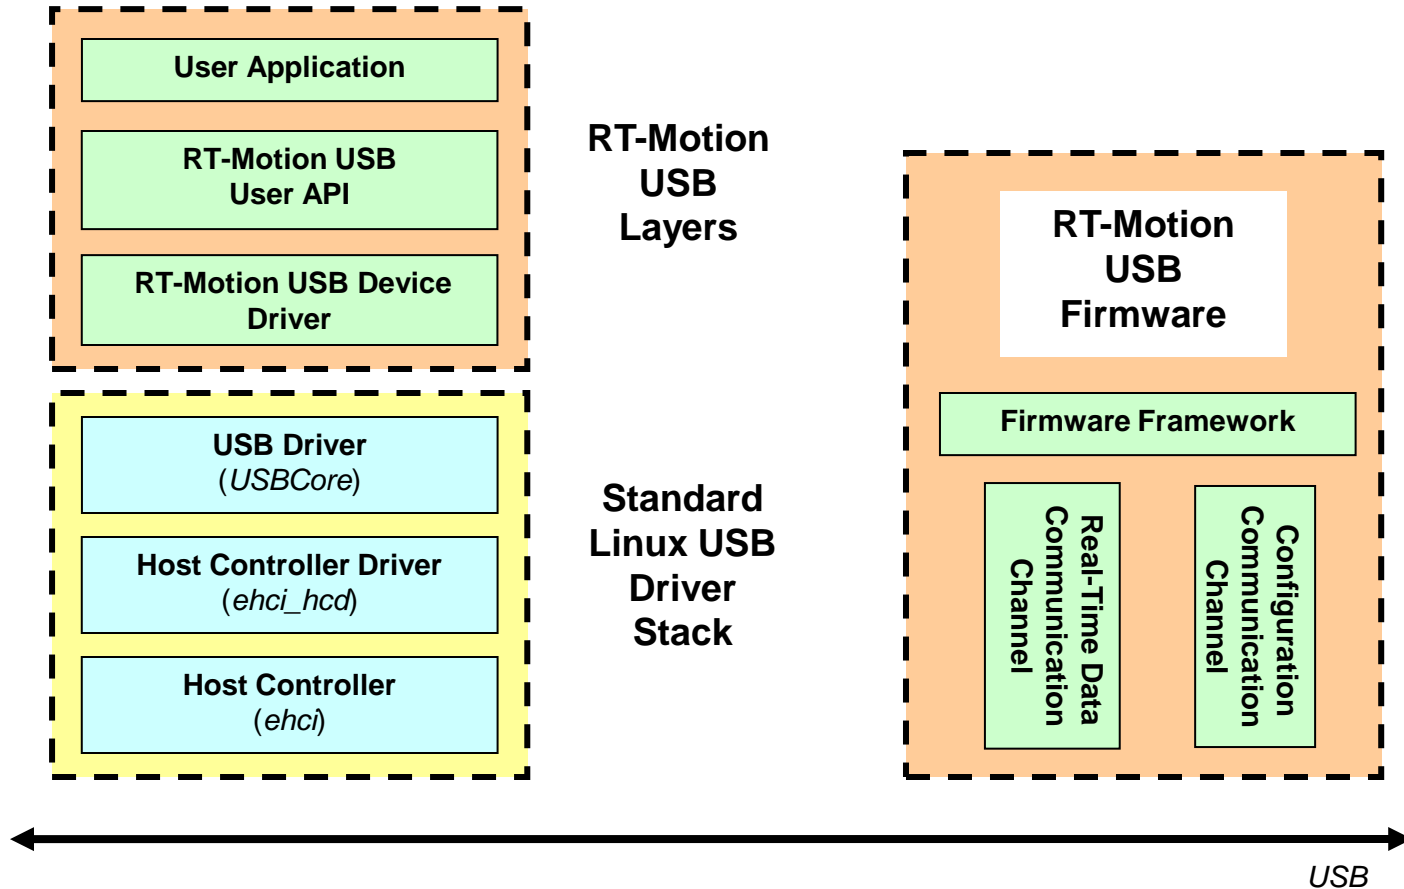 User Application
RT-Motion USB
User API
RT-Motion USB Device
Driver
RT-Motion
USB
Layers
USB Driver
(USBCore)
Host Controller Driver
(ehci_hcd)
Host Controller
(ehci)
Standard
Linux USB
Driver
Stack
RT-Motion
USB
Firmware
Firmware Framework
Real-Time Data
Communication
Channel
Configuration
Communication
Channel
USB